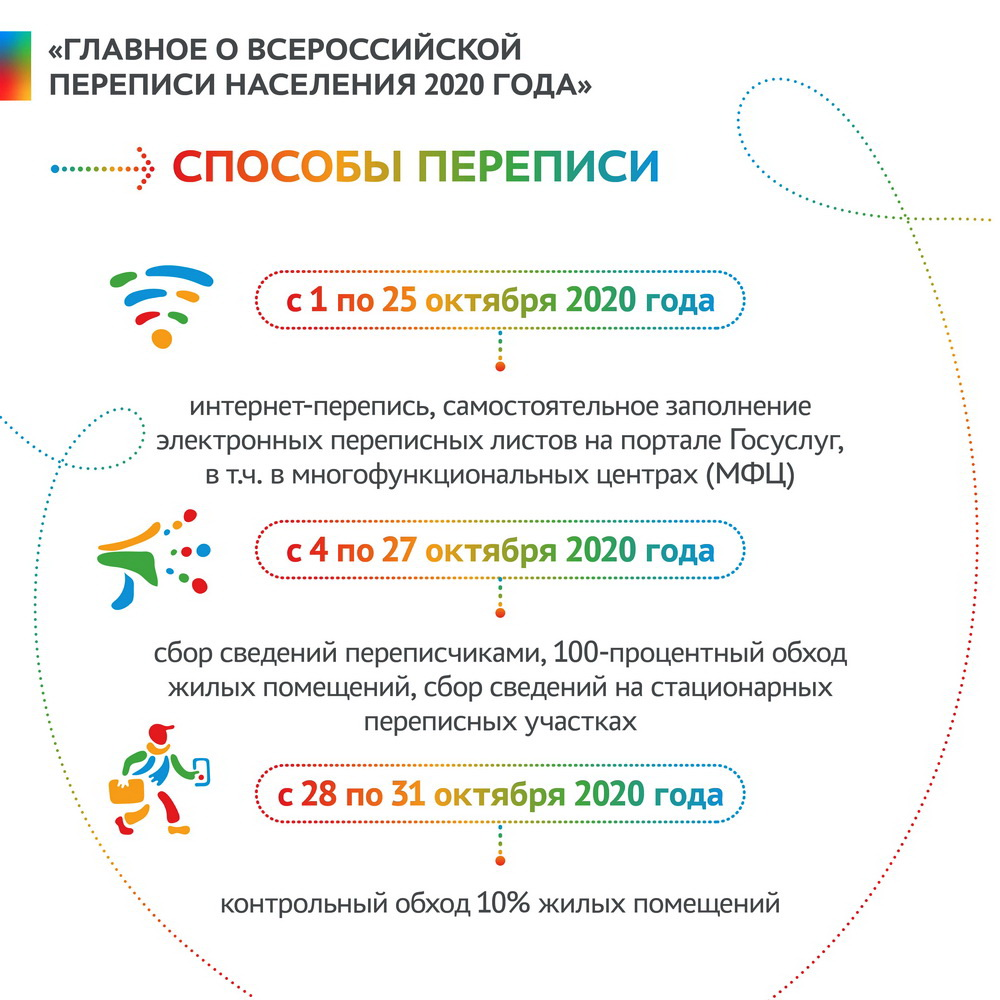 «ГЛАВНОЕ О ВСЕРОССИЙСКОЙ
ПЕРЕПИСИ НАСЕЛЕНИЯ 2020 ГОДА»
СПОСОБЫ ПЕРЕПИСИ
с 1 по 25 октября 2020 года
интернет-перепись, самостоятельное заполнение
электронных переписных листов на портале Госуслуг,
в т.ч. в многофункциональных центрах (МФЦ)
с 4 по 27 октября 2020 года
сбор сведений переписчиками, 100-процентный обход
жилых помещений, сбор сведений на стационарных
переписных участках
с 28 по 31 октября 2020 года
контрольный обход 10% жилых помещений